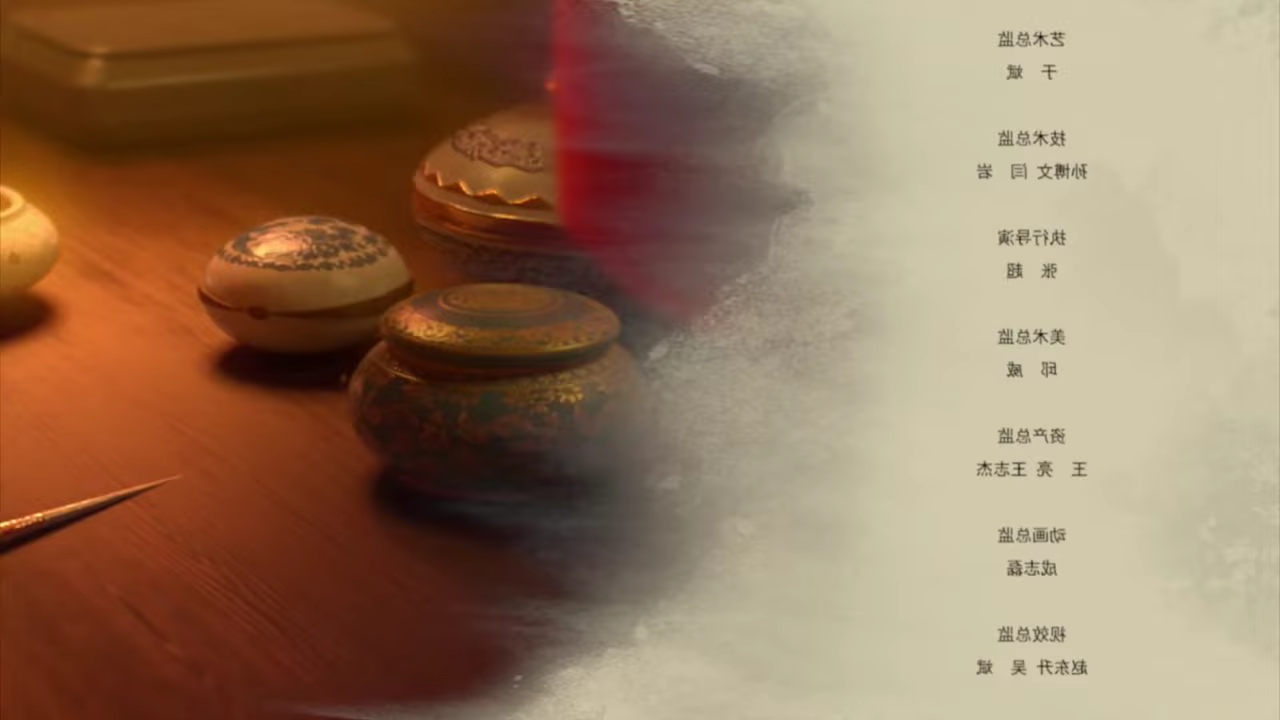 艺术总监
于　斌
技术总监
孙博文 闫　岩
执行导演
张　超
美术总监
邱　威
资产总监
王　亮 王志杰
动画总监
成志磊
视效总监
赵东升 吴　斌